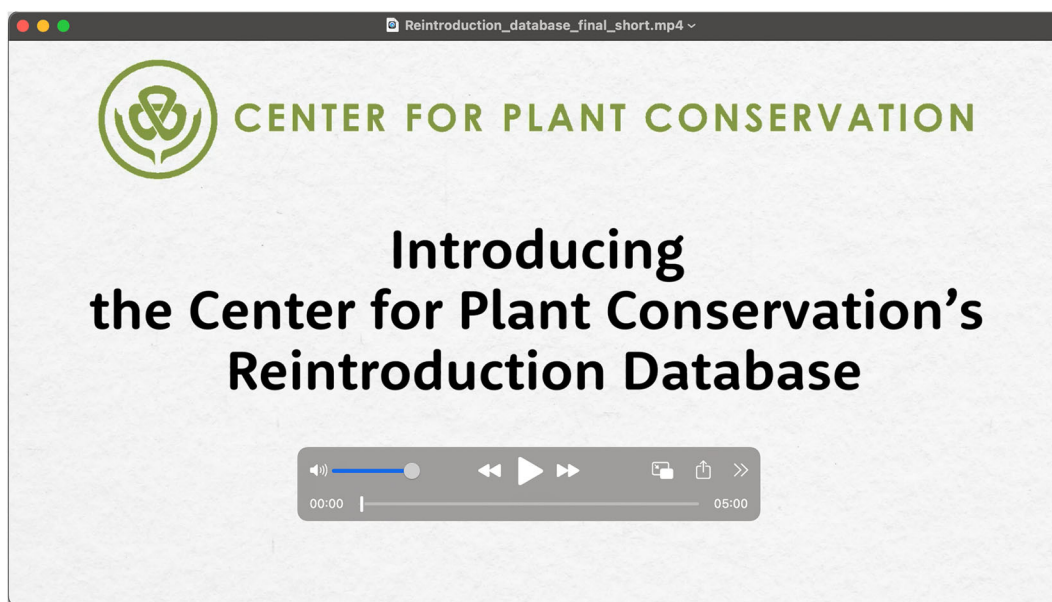 Reintroduction_database_final_short.mp4
CENTER FOR PLANT CONSERVATION
Introducing
the Center for Plant Conservation’s
Reintroduction Database
00:00 05:00